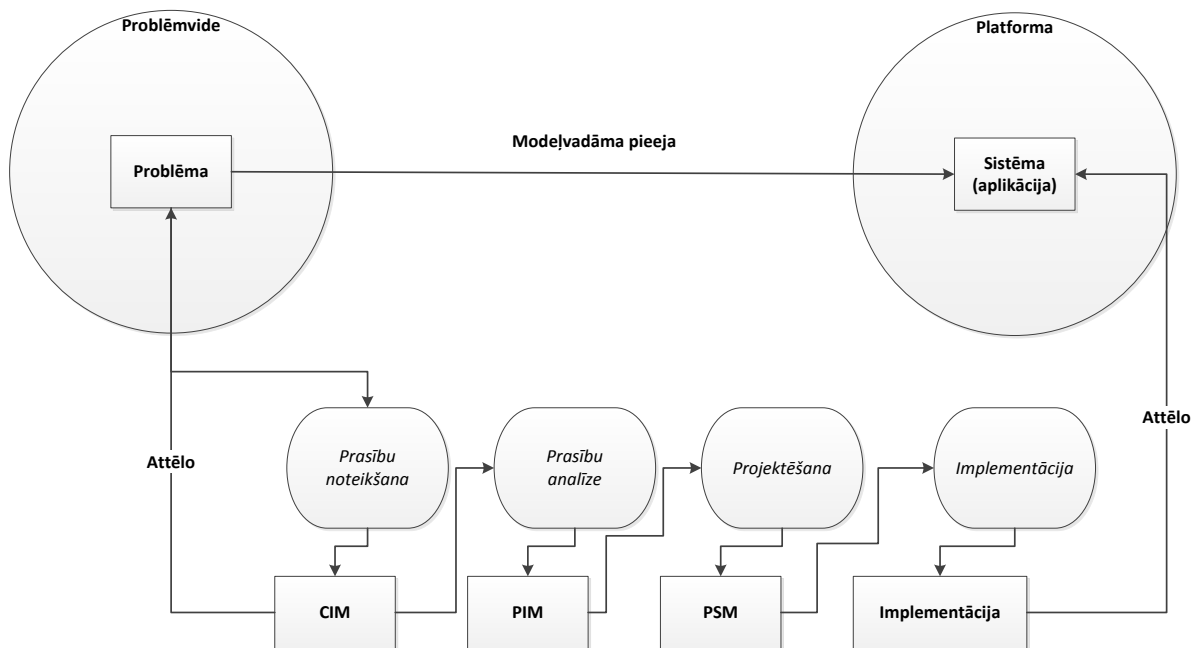 Problēmvide
Platforma
Modeļvadāma pieeja
Problēma
Sistēma
(aplikācija)
Attēlo
Attēlo
Prasību
noteikšana
Prasību
analīze
Projektēšana
Implementācija
CIM
PIM
PSM
Implementācija